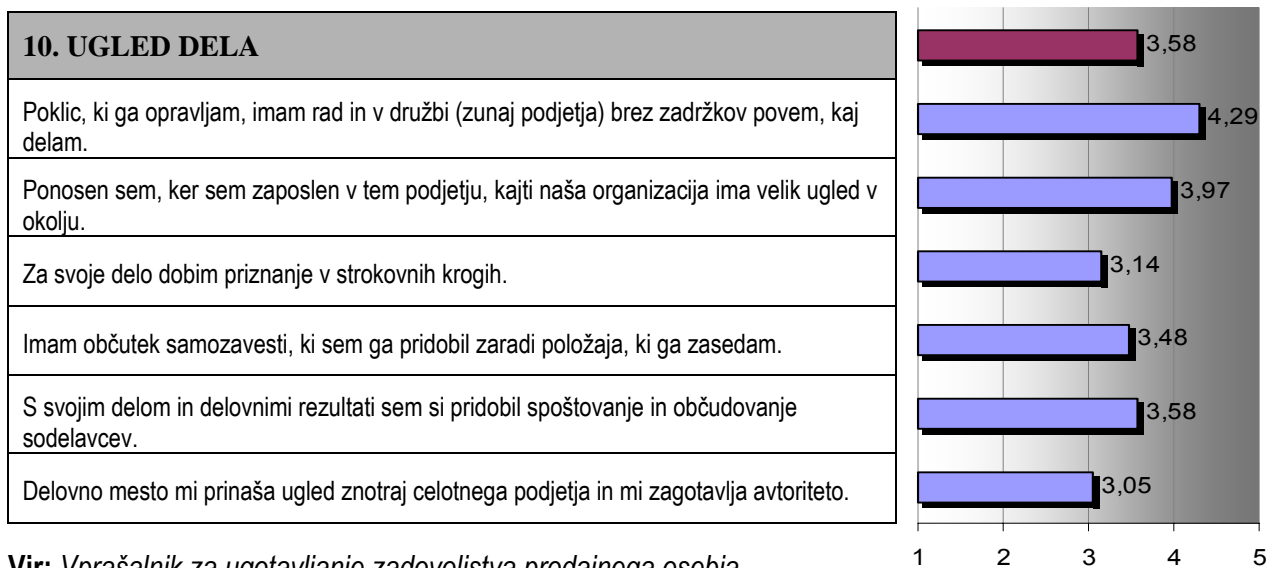 10. UGLED DELA
3,58
Poklic, ki ga opravljam, imam rad in v družbi (zunaj podjetja) brez zadržkov povem, kaj
delam.
4,29
Ponosen sem, ker sem zaposlen v tem podjetju, kajti naša organizacija ima velik ugled v
okolju.
3,97
Za svoje delo dobim priznanje v strokovnih krogih.
3,14
Imam občutek samozavesti, ki sem ga pridobil zaradi položaja, ki ga zasedam.
3,48
S svojim delom in delovnimi rezultati sem si pridobil spoštovanje in občudovanje
sodelavcev.
3,58
Delovno mesto mi prinaša ugled znotraj celotnega podjetja in mi zagotavlja avtoriteto.
3,05
1 2 3 4 5
Vir: Vprašalnik za ugotavljanje zadovoljstva prodajnega osebja